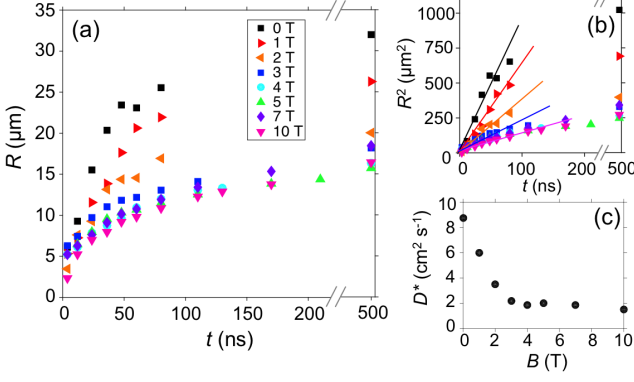 (a)
R (μm)
35
30
25
20
15
10
5
0
0 T
1 T
2 T
3 T
4 T
5 T
7 T
10 T
0
50
100
150
200
500
t (ns)
(b)
R² (μm²)
1000
750
500
250
0
0
50
100
150
200
500
t (ns)
(c)
D* (cm² s⁻¹)
8
6
4
2
0
0
2
4
6
8
10
B (T)